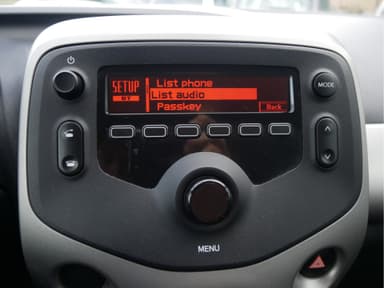 List phone
SETUP List audio
BT Passkey Back
MODE
MENU